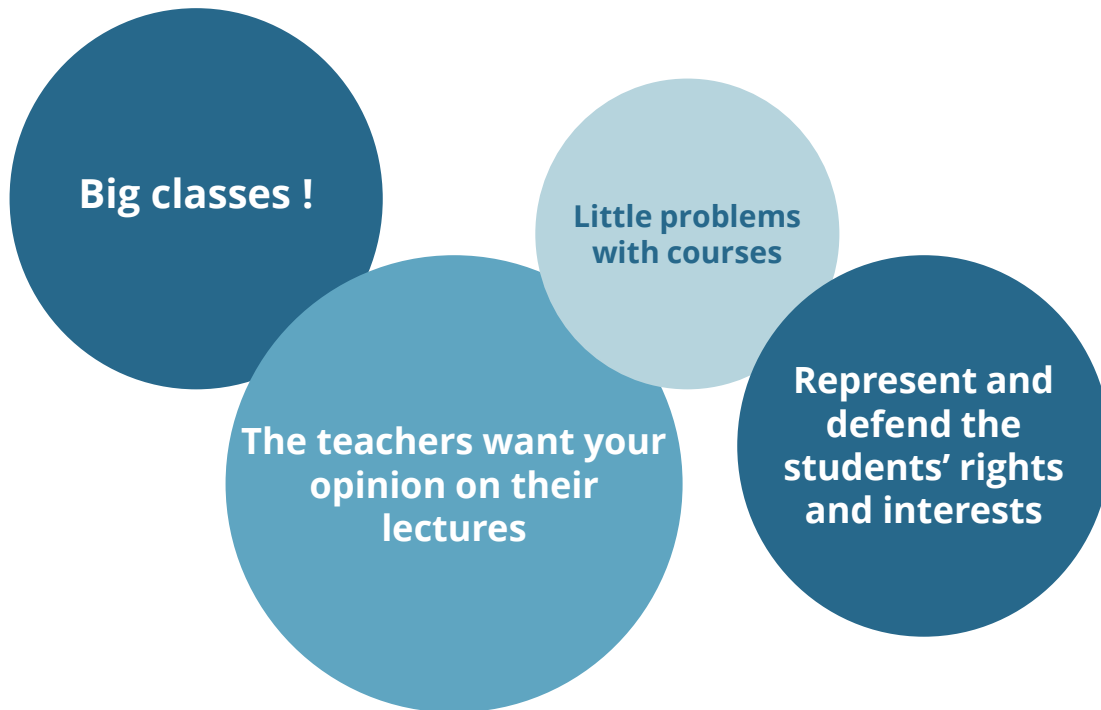 Big classes !
Little problems
with courses
The teachers want your
opinion on their
lectures
Represent and
defend the
students’ rights
and interests